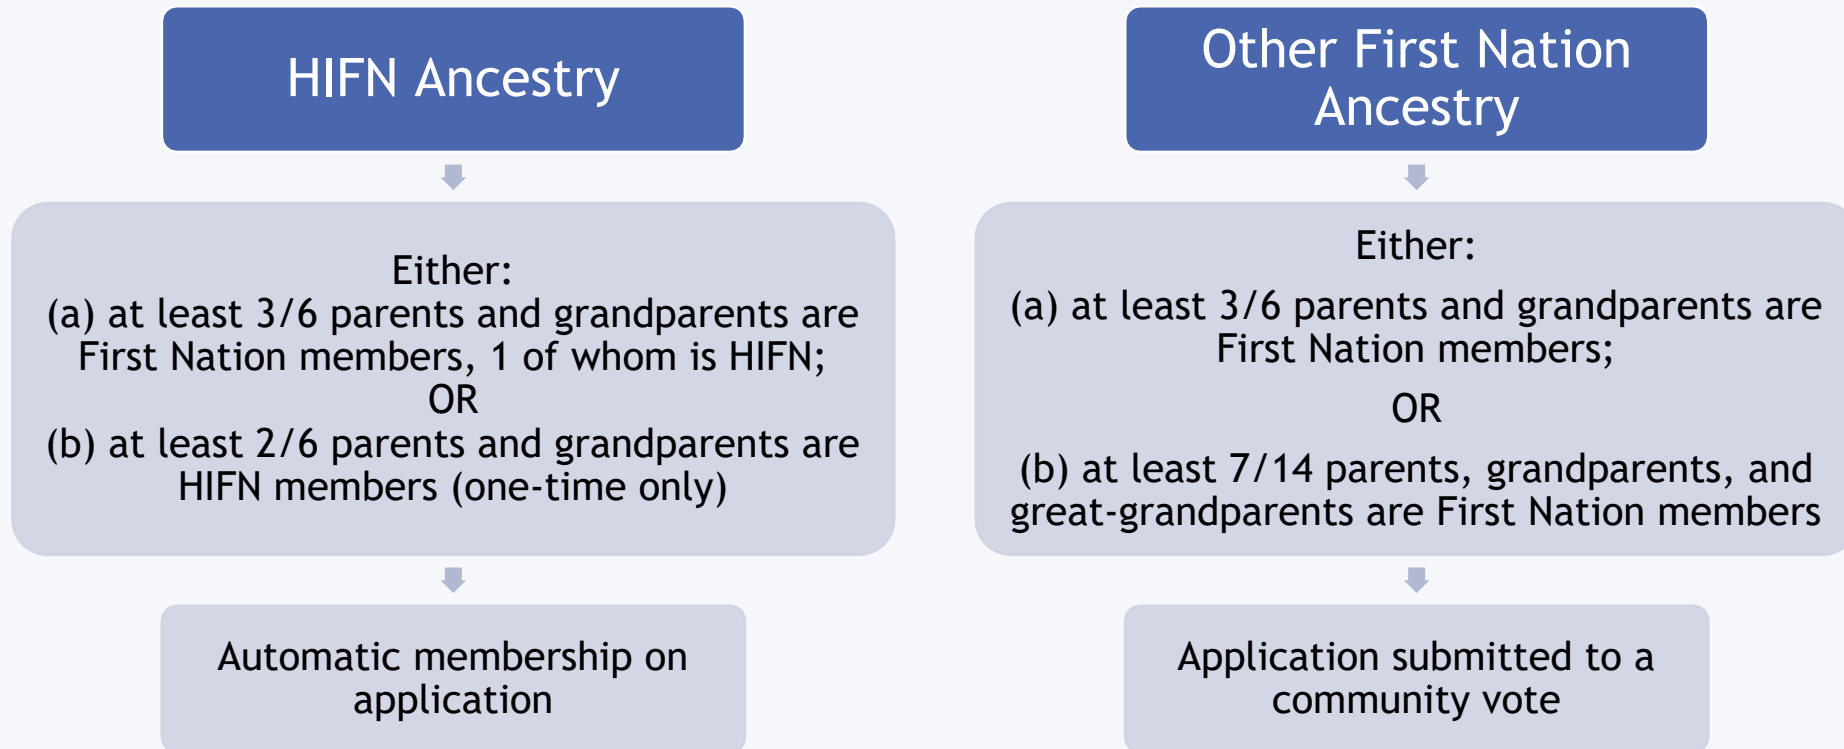 HIFN Ancestry
Either:
(a) at least 3/6 parents and grandparents are
First Nation members, 1 of whom is HIFN;
OR
(b) at least 2/6 parents and grandparents are
HIFN members (one-time only)
Automatic membership on
application
Other First Nation
Ancestry
Either:
(a) at least 3/6 parents and grandparents are
First Nation members;
OR
(b) at least 7/14 parents, grandparents, and
great-grandparents are First Nation members
Application submitted to a
community vote